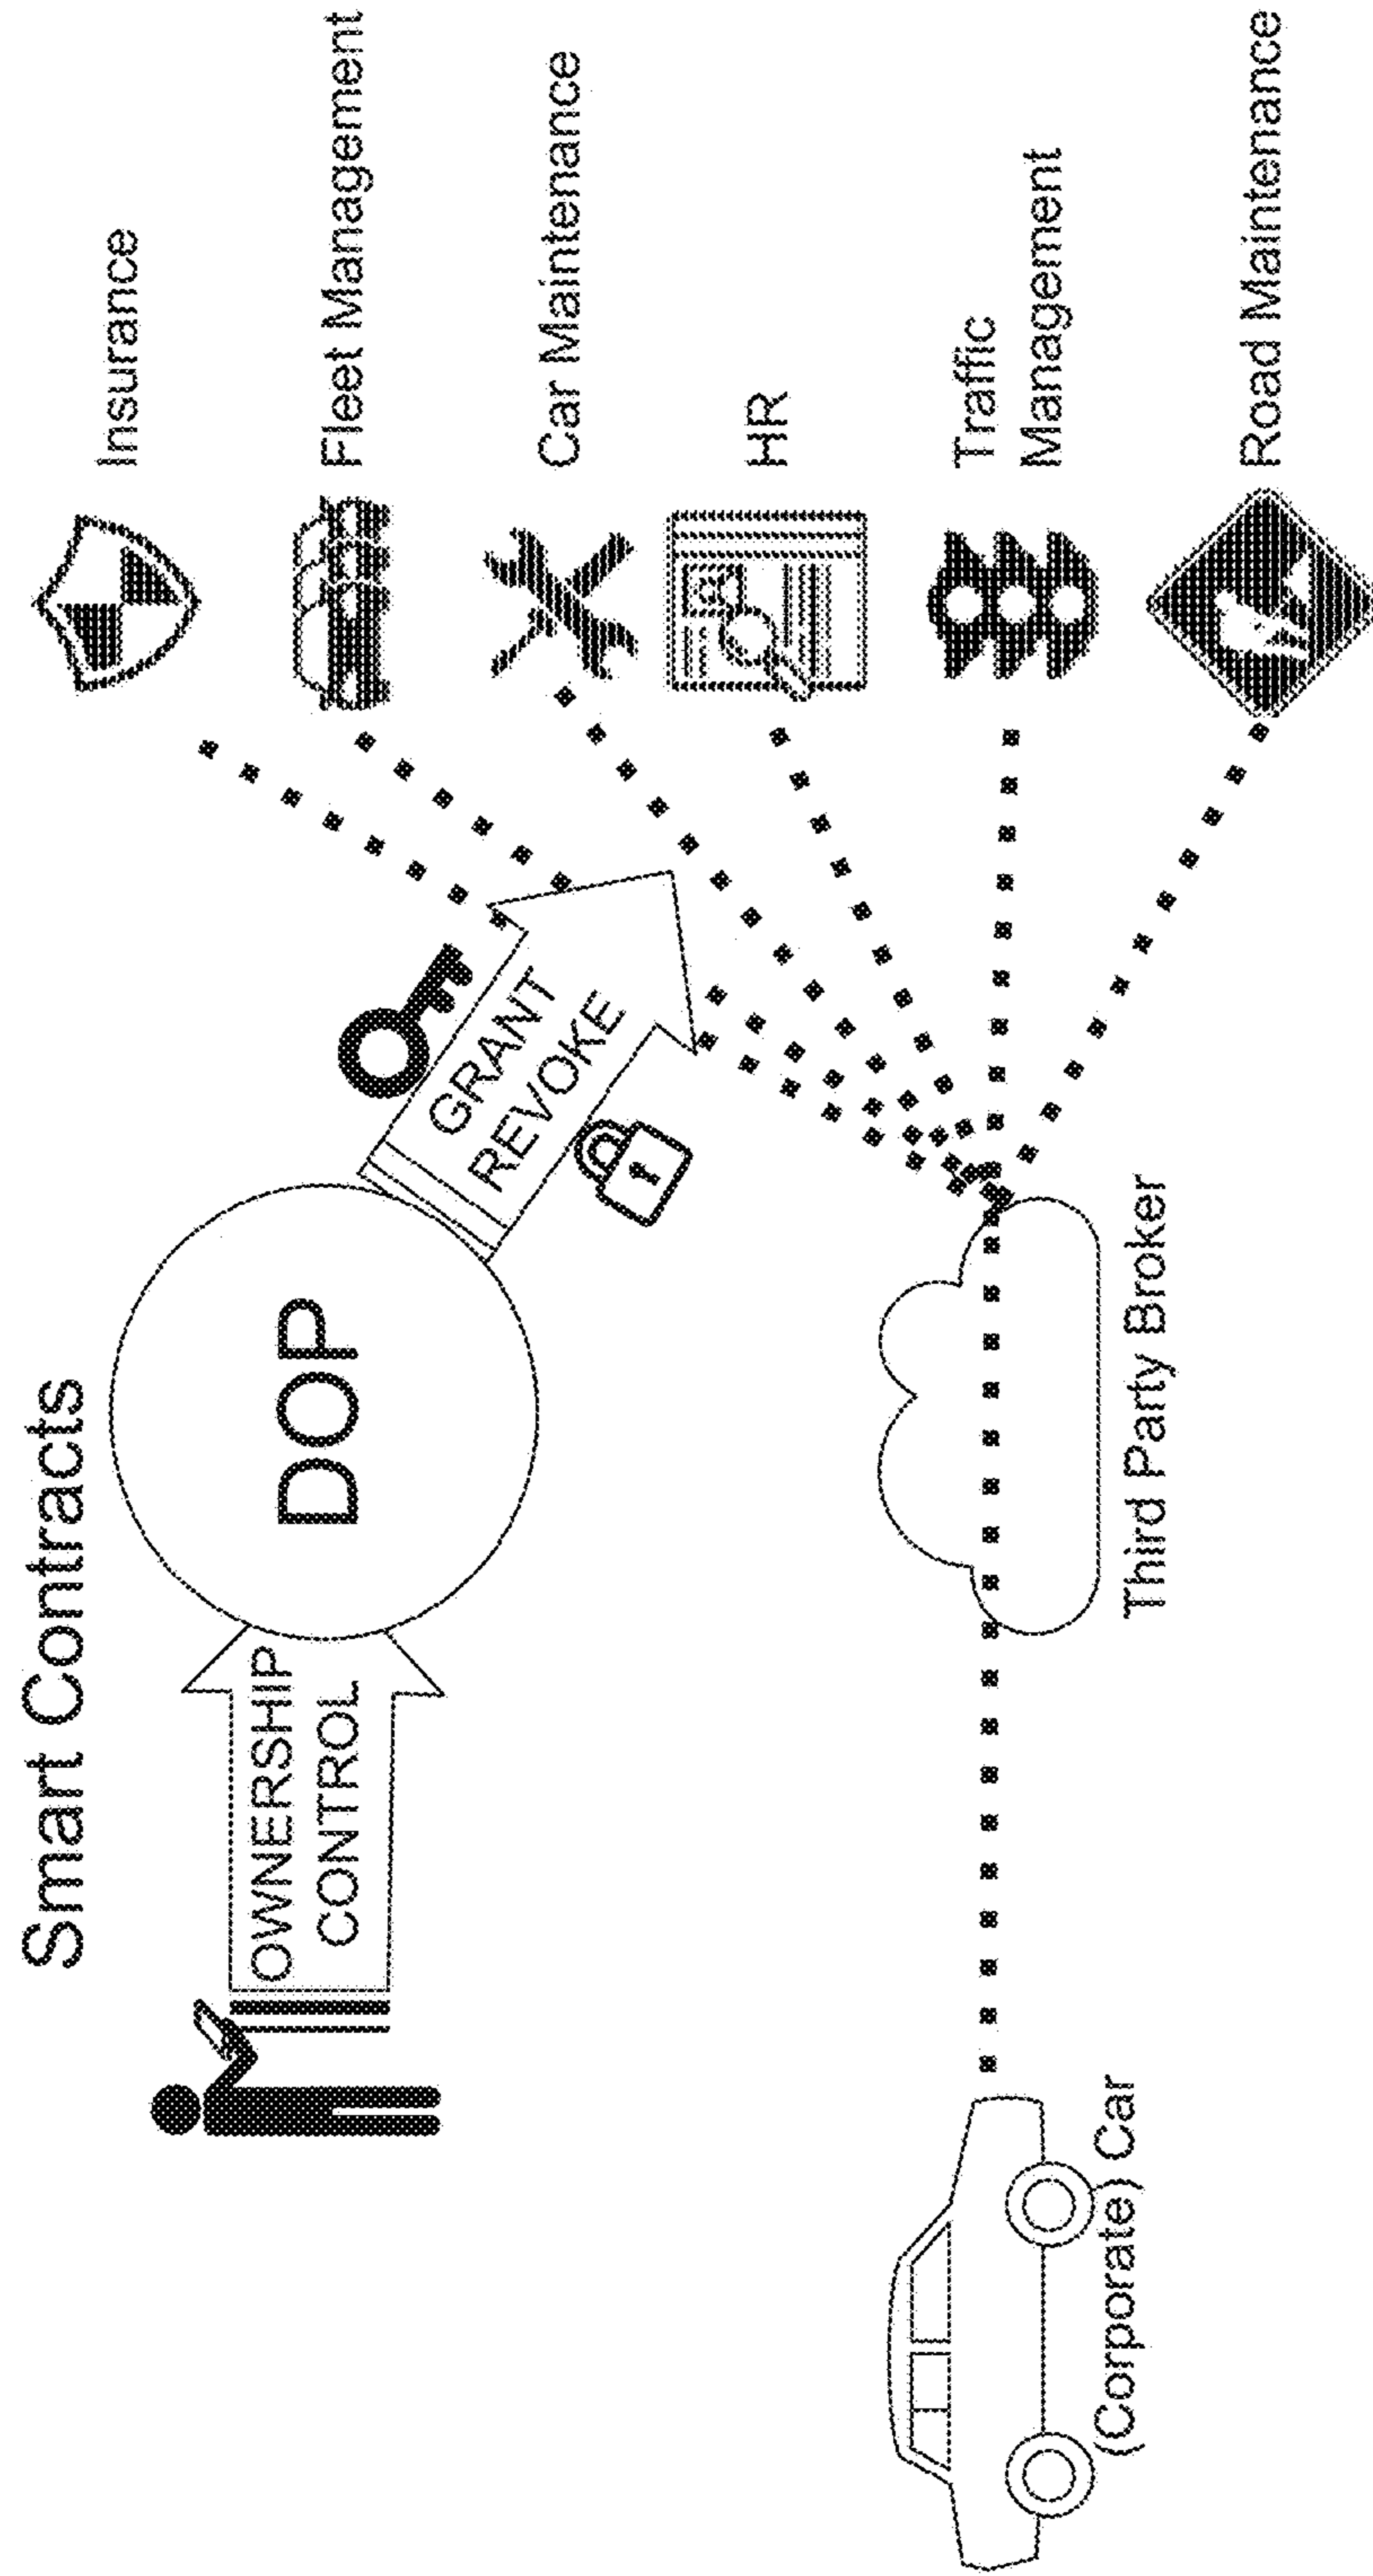 Smart Contracts
OWNERSHIP
CONTROL
DOP
GRANT
REVOKE
Insurance
Fleet Management
Car Maintenance
HR
Traffic
Management
Road Maintenance
(Corporate) Car
Third Party Broker